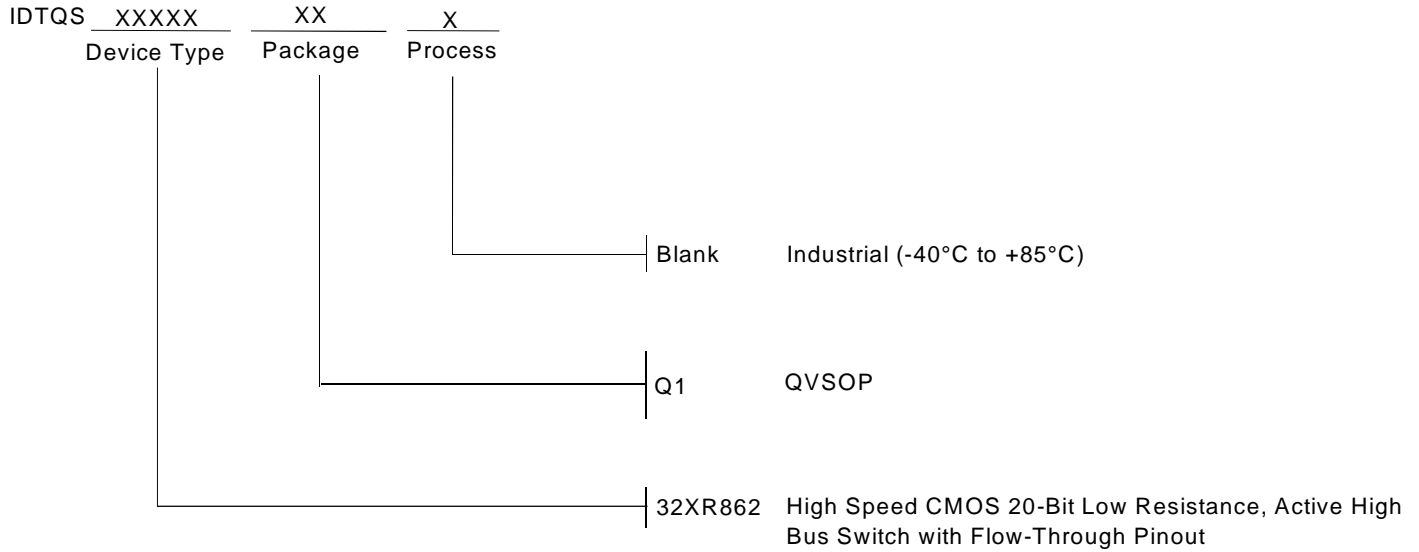 IDTQS XXXXX XX X
Device Type Package Process
Blank Industrial (-40°C to +85°C)
Q1 QVSOP
32XR862 High Speed CMOS 20-Bit Low Resistance, Active High
Bus Switch with Flow-Through Pinout